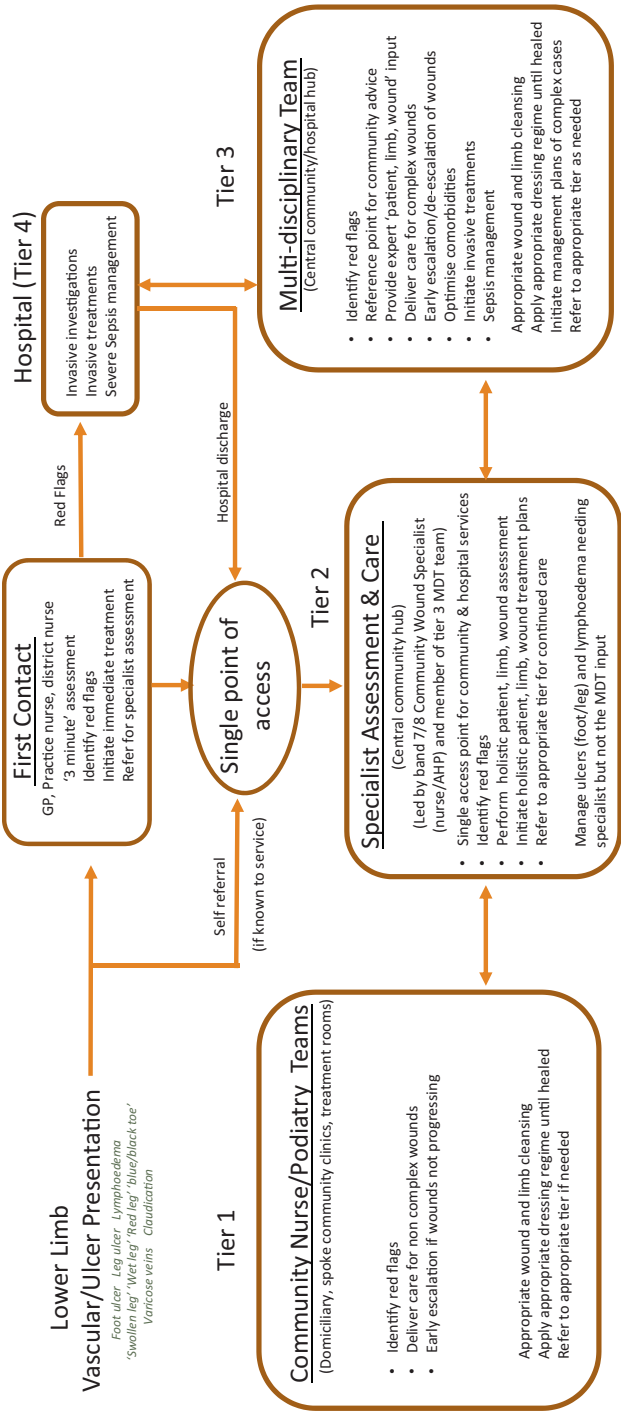 Lower Limb
Vascular/Ulcer Presentation
Foot ulcer Leg ulcer Lymphoedema
‘Swollen leg’ ‘Wet leg’ ‘Red leg’ ‘blue/black toe’
Varicose veins Claudication
First Contact
GP, Practice nurse, district nurse
‘3 minute’ assessment
Identify red flags
Initiate immediate treatment
Refer for specialist assessment
Red Flags
Hospital (Tier 4)
Invasive investigations
Invasive treatments
Severe Sepsis management
Self referral
(if known to service)
Single point of
access
Hospital discharge
Tier 1
Community Nurse/Podiatry Teams
(Domiciliary, spoke community clinics, treatment rooms)
• Identify red flags
• Deliver care for non complex wounds
• Early escalation if wounds not progressing
Appropriate wound and limb cleansing
Apply appropriate dressing regime until healed
Refer to appropriate tier if needed
Tier 2
Specialist Assessment & Care
(Central community hub)
(Led by band 7/8 Community Wound Specialist
(nurse/AHP) and member of tier 3 MDT team)
• Single access point for community & hospital services
• Identify red flags
• Perform holistic patient, limb, wound assessment
• Initiate holistic patient, limb, wound treatment plans
• Refer to appropriate tier for continued care
Manage ulcers (foot/leg) and lymphoedema needing
specialist but not the MDT input
Tier 3
Multi-disciplinary Team
(Central community/hospital hub)
• Identify red flags
• Reference point for community advice
• Provide expert ‘patient, limb, wound’ input
• Deliver care for complex wounds
• Early escalation/de-escalation of wounds
• Optimise comorbidities
• Initiate invasive treatments
• Sepsis management
Appropriate wound and limb cleansing
Apply appropriate dressing regime until healed
Initiate management plans of complex cases
Refer to appropriate tier as needed